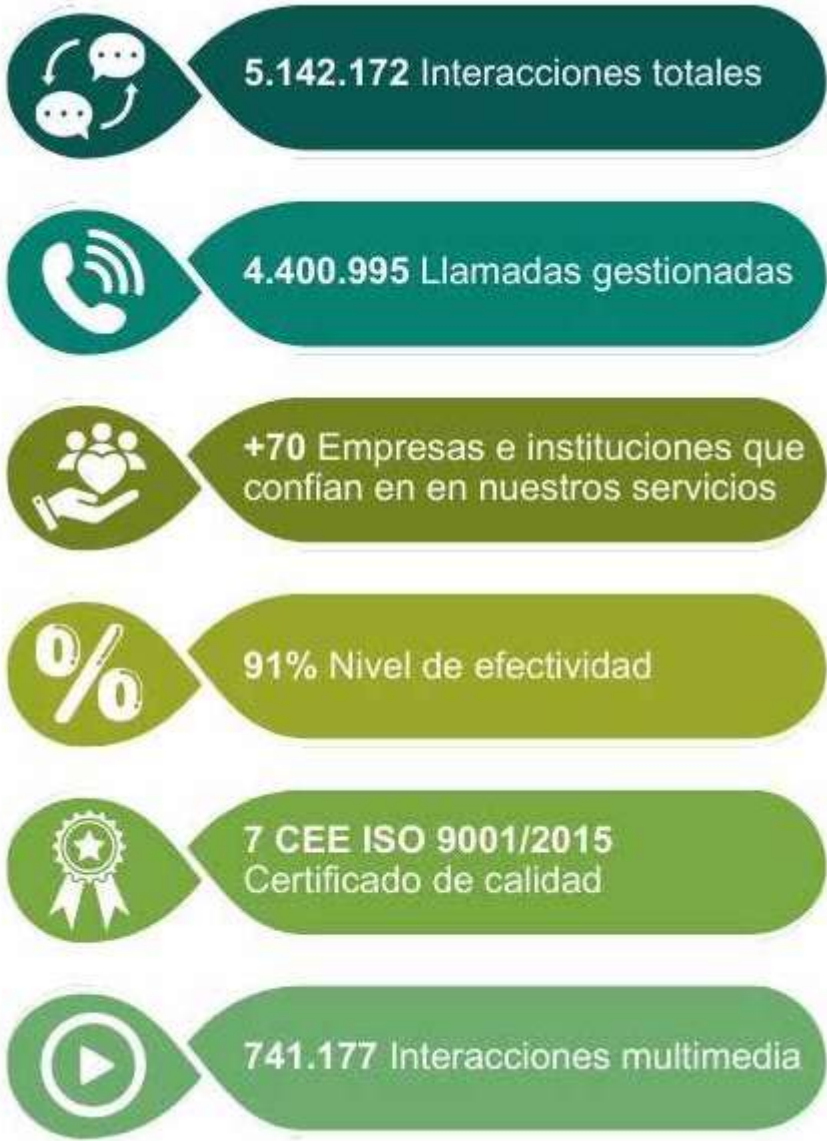 5.142.172 Interacciones totales
4.400.995 Llamadas gestionadas
+70 Empresas e instituciones que
confían en en nuestros servicios
91% Nivel de efectividad
7 CEE ISO 9001/2015
Certificado de calidad
741.177 Interacciones multimedia